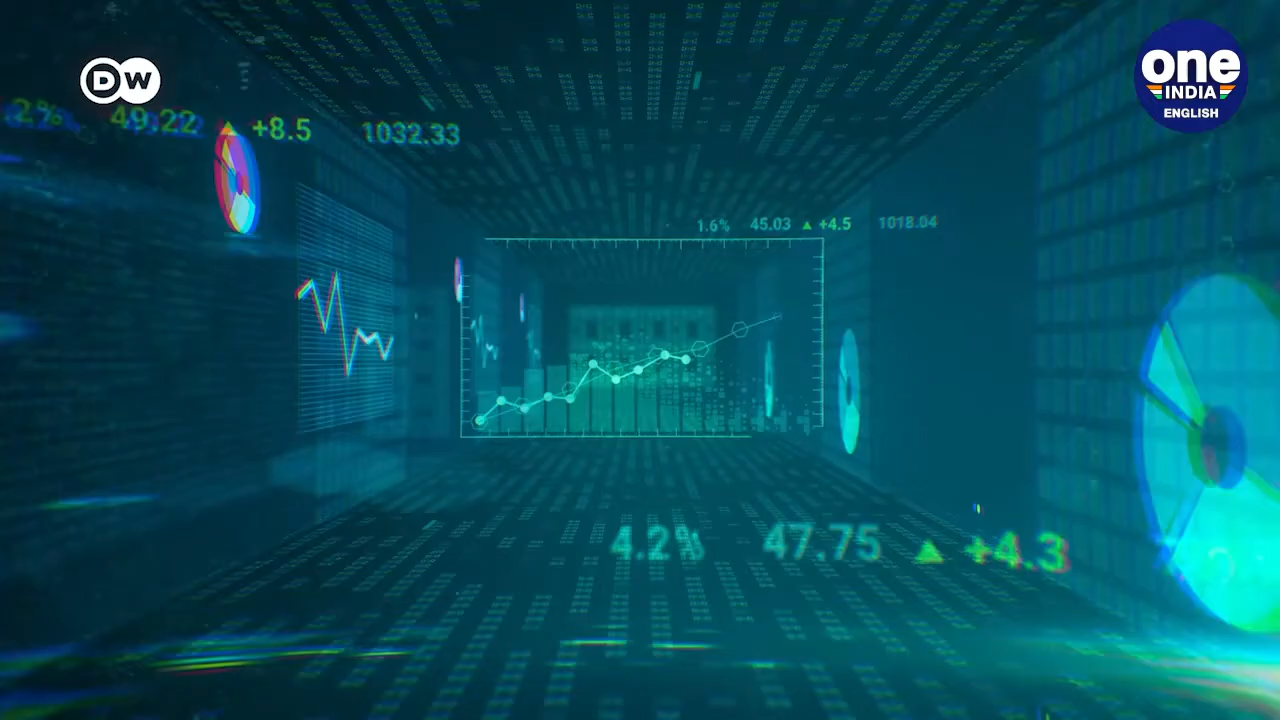 DW
one
INDIA
ENGLISH
2% 49.22 ▲ +8.5 1032.33
1.6% 45.03 ▲ +4.5 1018.04
4.2% 47.75 ▲ +4.3